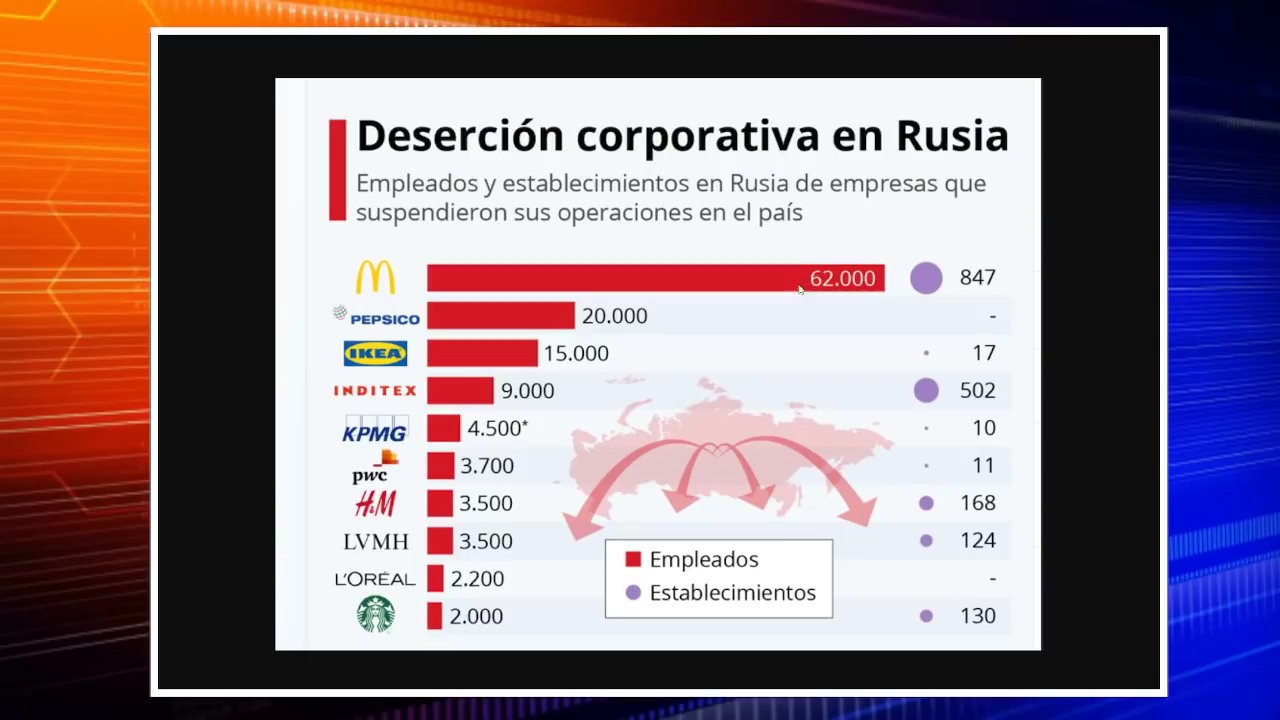 Deserción corporativa en Rusia
Empleados y establecimientos en Rusia de empresas que
suspendieron sus operaciones en el país
62.000 847
PEPSICO 20.000 -
IKEA 15.000 17
INDITEX 9.000 502
KPMG 4.500* 10
pwc 3.700 11
H&M 3.500 168
LVMH 3.500 124
L'ORÉAL 2.200 -
2.000 130
Empleados
Establecimientos